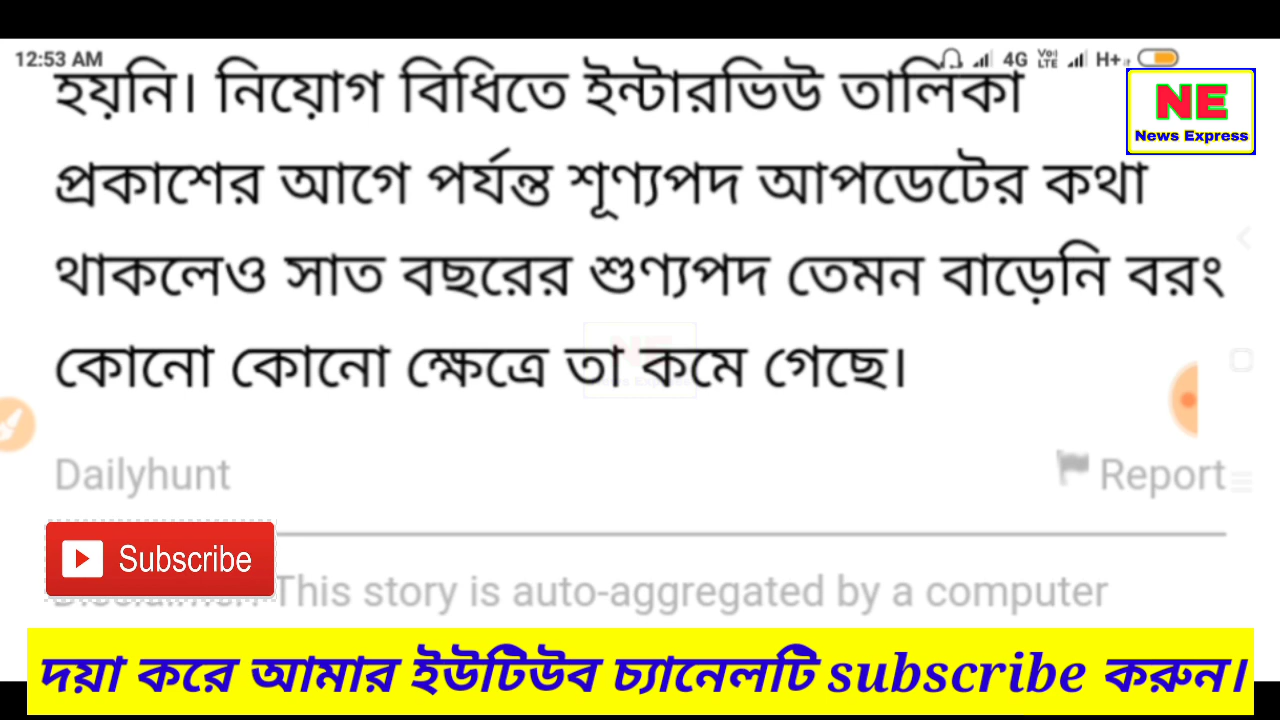 12:53 AM 4G VoLTE H+
হয়নি। নিয়োগ বিধিতে ইন্টারভিউ তালিকা
NE
News Express
প্রকাশের আগে পর্যন্ত শূণ্যপদ আপডেটের কথা
থাকলেও সাত বছরের শুণ্যপদ তেমন বাড়েনি বরং
কোনো কোনো ক্ষেত্রে তা কমে গেছে।
Dailyhunt Report
Subscribe
This story is auto-aggregated by a computer
দয়া করে আমার ইউটিউব চ্যানেলটি subscribe করুন।